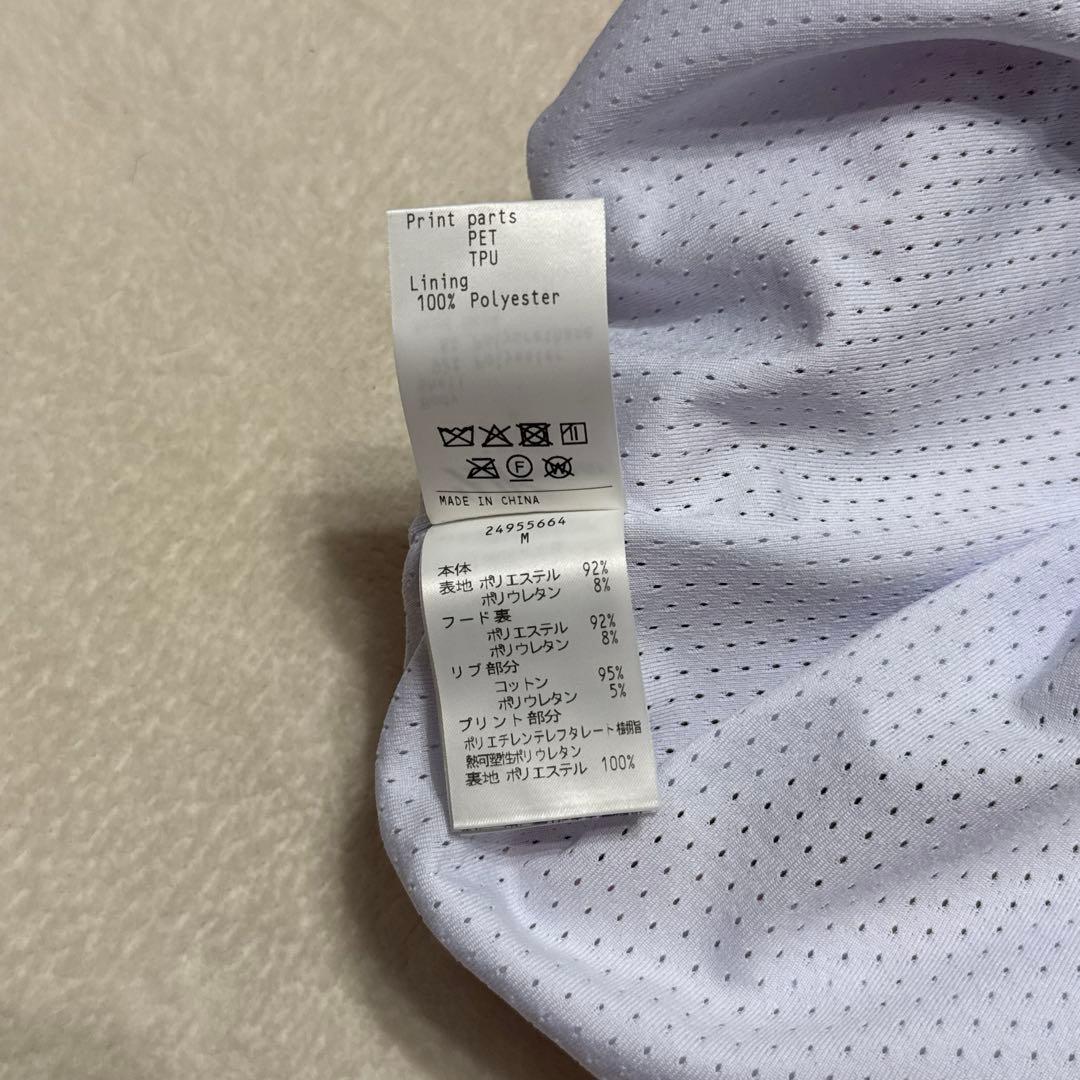 Print parts
PET
TPU
Lining
100% Polyester
MADE IN CHINA
24955664
M
本体
表地 ポリエステル 92%
ポリウレタン 8%
フード裏
ポリエステル 92%
ポリウレタン 8%
リブ部分
コットン 95%
ポリウレタン 5%
プリント部分
ポリエチレンテレフタレート樹脂
熱可塑性ポリウレタン
裏地 ポリエステル 100%